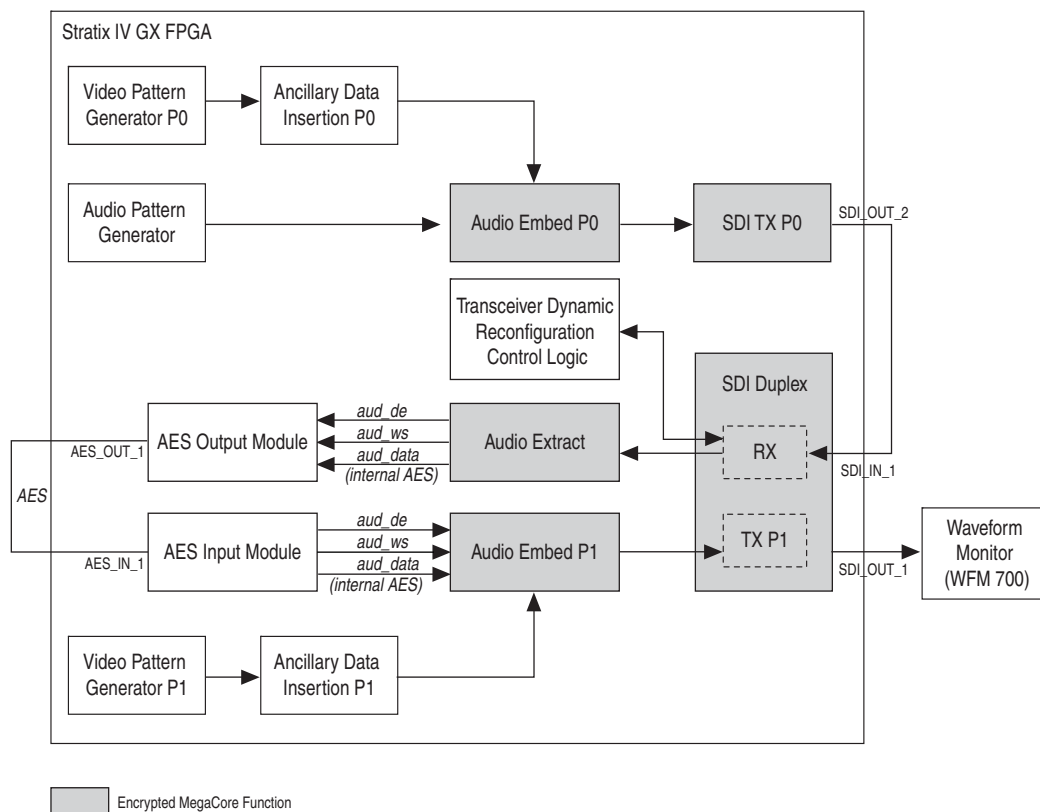 Stratix IV GX FPGA
Video Pattern
Generator P0
Ancillary Data
Insertion P0
Audio Pattern
Generator
Audio Embed P0
SDI TX P0
SDI_OUT_2
Transceiver Dynamic
Reconfiguration
Control Logic
SDI Duplex
RX
SDI_IN_1
Audio Extract
aud_de
aud_ws
aud_data
(internal AES)
AES Output Module
AES_OUT_1
AES
AES_IN_1
AES Input Module
aud_de
aud_ws
aud_data
(internal AES)
Audio Embed P1
TX P1
SDI_OUT_1
Waveform
Monitor
(WFM 700)
Video Pattern
Generator P1
Ancillary Data
Insertion P1
Encrypted MegaCore Function